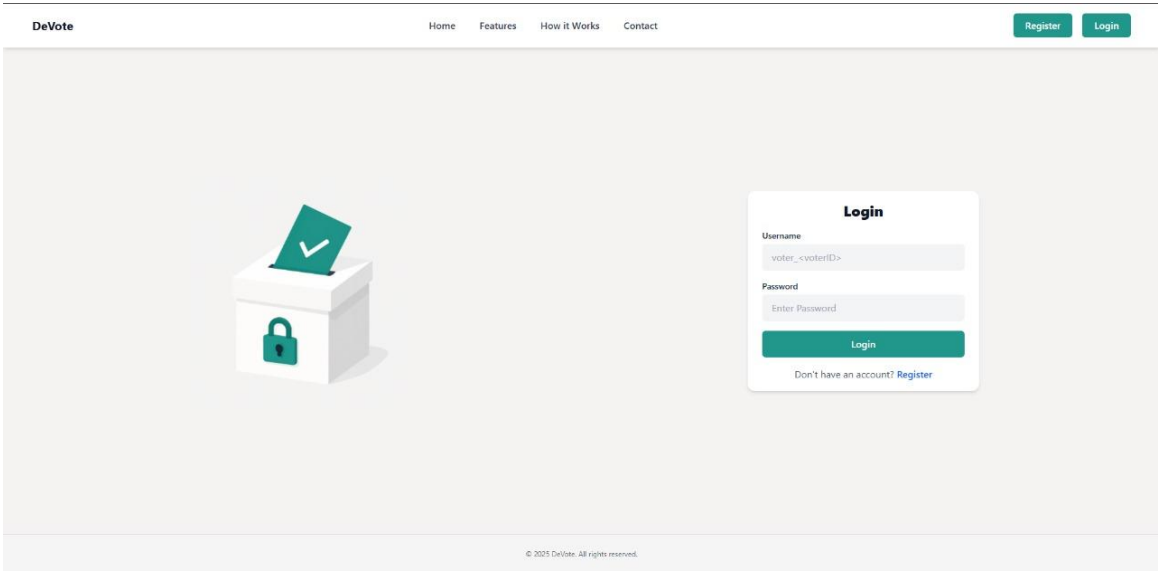 DeVote Home Features How it Works Contact Register Login
Login
Username
voter_<voterID>
Password
Enter Password
Login
Don't have an account? Register
© 2025 DeVote. All rights reserved.